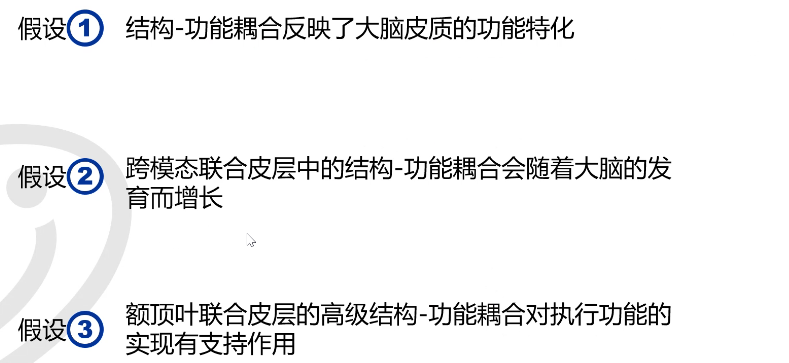 假设① 结构-功能耦合反映了大脑皮质的功能特化
假设② 跨模态联合皮层中的结构-功能耦合会随着大脑的发
育而增长
假设③ 额顶叶联合皮层的高级结构-功能耦合对执行功能的
实现有支持作用